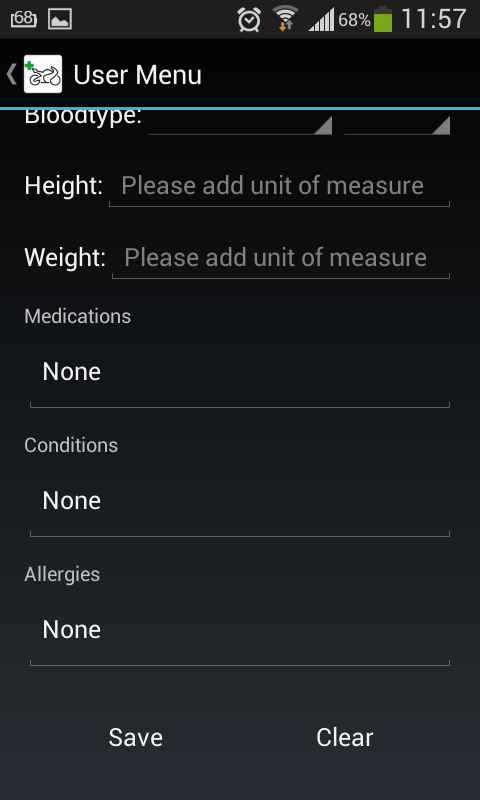 68
68% 11:57
User Menu
Bloodtype:
Height: Please add unit of measure
Weight: Please add unit of measure
Medications
None
Conditions
None
Allergies
None
Save Clear